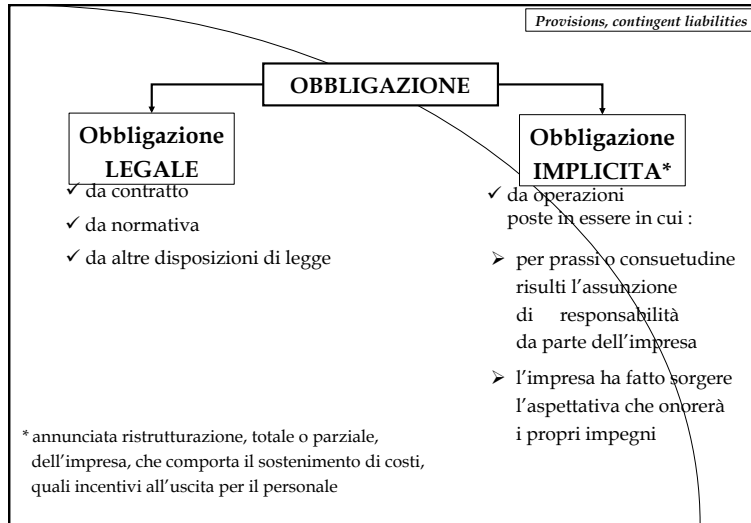 Provisions, contingent liabilities
OBBLIGAZIONE
Obbligazione
LEGALE
✓ da contratto
✓ da normativa
✓ da altre disposizioni di legge
Obbligazione
IMPLICITA*
✓ da operazioni
poste in essere in cui :
➢ per prassi o consuetudine
risulti l’assunzione
di responsabilità
da parte dell’impresa
➢ l’impresa ha fatto sorgere
l’aspettativa che onorerà
i propri impegni
* annunciata ristrutturazione, totale o parziale,
dell’impresa, che comporta il sostenimento di costi,
quali incentivi all’uscita per il personale